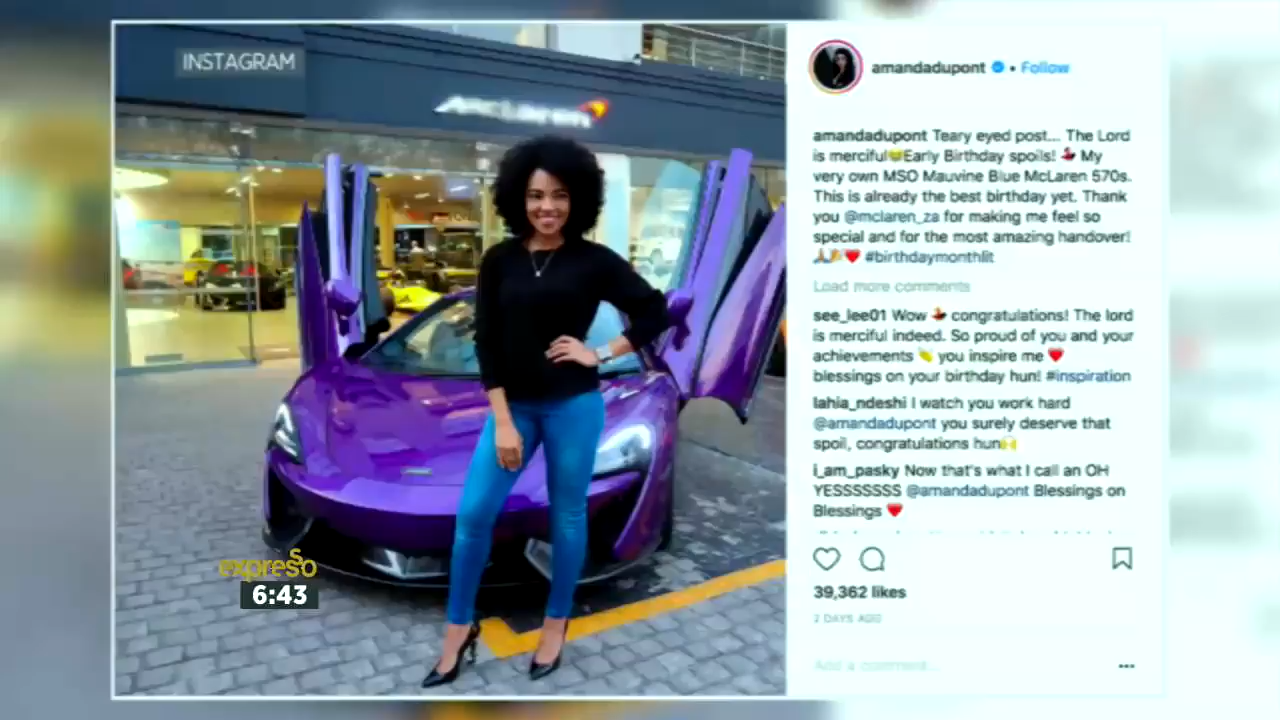 INSTAGRAM
McLaren
expresso
6:43
amandadupont • Follow
amandadupont Teary eyed post... The Lord
is merciful😭Early Birthday spoils! 💃 My
very own MSO Mauvine Blue McLaren 570s.
This is already the best birthday yet. Thank
you @mclaren_za for making me feel so
special and for the most amazing handover!
🙏🎉❤️ #birthdaymonthlit
Load more comments
see_lee01 Wow 💃 congratulations! The lord
is merciful indeed. So proud of you and your
achievements 👏 you inspire me ❤️
blessings on your birthday hun! #inspiration
lahia_ndeshi I watch you work hard
@amandadupont you surely deserve that
spoil, congratulations hun🙌
i_am_pasky Now that's what I call an OH
YESSSSSSS @amandadupont Blessings on
Blessings ❤️
39,362 likes
2 DAYS AGO
Add a comment...